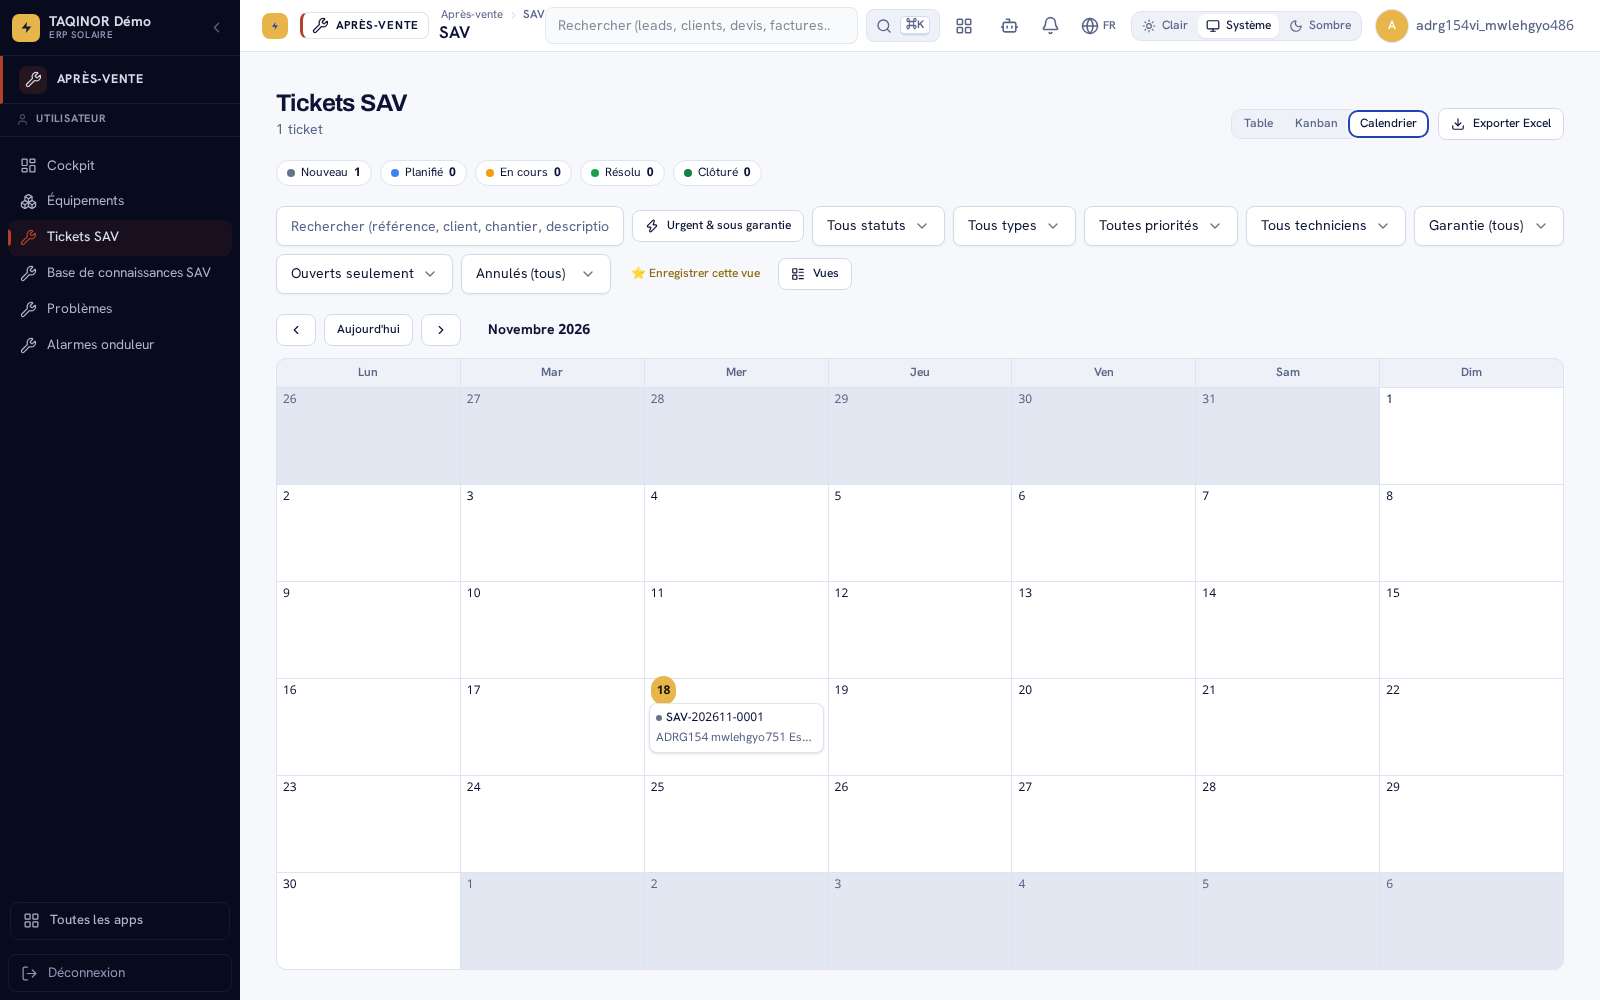 TAQINOR Démo
ERP SOLAIRE
APRÈS-VENTE
UTILISATEUR
Cockpit
Équipements
Tickets SAV
Base de connaissances SAV
Problèmes
Alarmes onduleur
Toutes les apps
Déconnexion
APRÈS-VENTE
Après-vente
SAV
SAV
Rechercher (leads, clients, devis, factures..
⌘K
FR
Clair
Système
Sombre
A
adrg154vi_mwlehgyo486
Tickets SAV
1 ticket
Table
Kanban
Calendrier
Exporter Excel
Nouveau 1
Planifié 0
En cours 0
Résolu 0
Clôturé 0
Rechercher (référence, client, chantier, descriptio
Urgent & sous garantie
Tous statuts
Tous types
Toutes priorités
Tous techniciens
Garantie (tous)
Ouverts seulement
Annulés (tous)
⭐ Enregistrer cette vue
Vues
Aujourd'hui
Novembre 2026
Lun Mar Mer Jeu Ven Sam Dim
26 27 28 29 30 31 1
2 3 4 5 6 7 8
9 10 11 12 13 14 15
16 17 18 19 20 21 22
SAV-202611-0001
ADRG154 mwlehgyo751 Es...
23 24 25 26 27 28 29
30 1 2 3 4 5 6